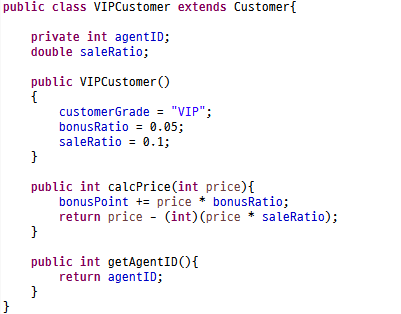 public class VIPCustomer extends Customer{
private int agentID;
double saleRatio;
public VIPCustomer()
{
customerGrade = "VIP";
bonusRatio = 0.05;
saleRatio = 0.1;
}
public int calcPrice(int price){
bonusPoint += price * bonusRatio;
return price - (int)(price * saleRatio);
}
public int getAgentID(){
return agentID;
}
}